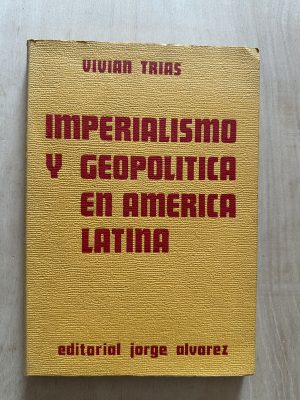 VIVIAN TRIAS
IMPERIALISMO
Y GEOPOLITICA
EN AMERICA
LATINA
editorial jorge alvarez